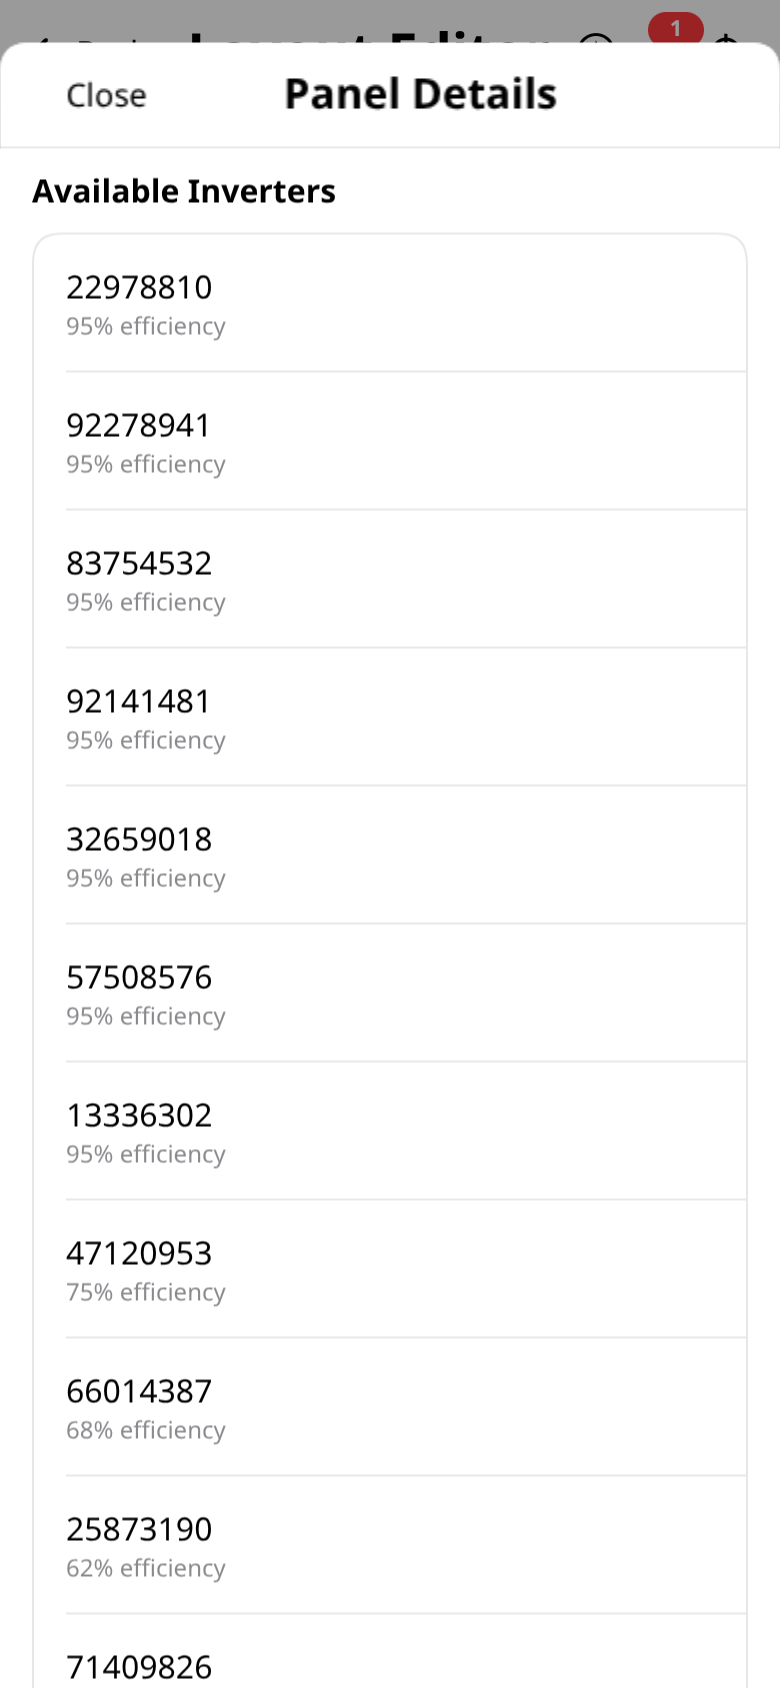 1
Close
Panel Details
Available Inverters
22978810
95% efficiency
92278941
95% efficiency
83754532
95% efficiency
92141481
95% efficiency
32659018
95% efficiency
57508576
95% efficiency
13336302
95% efficiency
47120953
75% efficiency
66014387
68% efficiency
25873190
62% efficiency
71409826